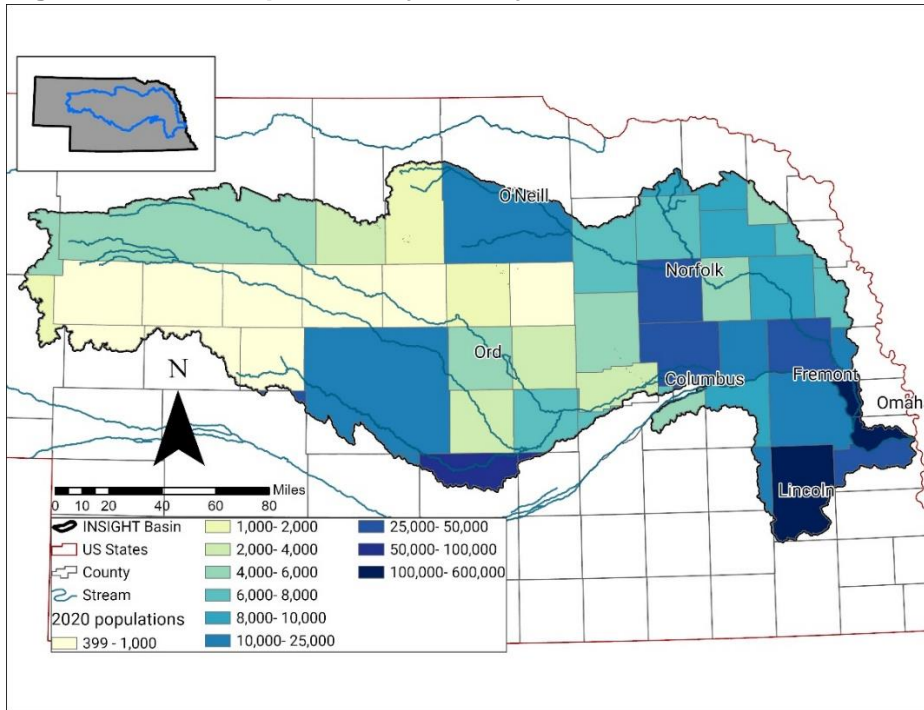 O'Neill
Norfolk
Ord
Columbus
Fremont
Omah
Lincoln
N
Miles
0 10 20 40 60 80
INSIGHT Basin
US States
County
Stream
2020 populations
399 - 1,000
1,000- 2,000
2,000- 4,000
4,000- 6,000
6,000- 8,000
8,000- 10,000
10,000- 25,000
25,000- 50,000
50,000- 100,000
100,000- 600,000